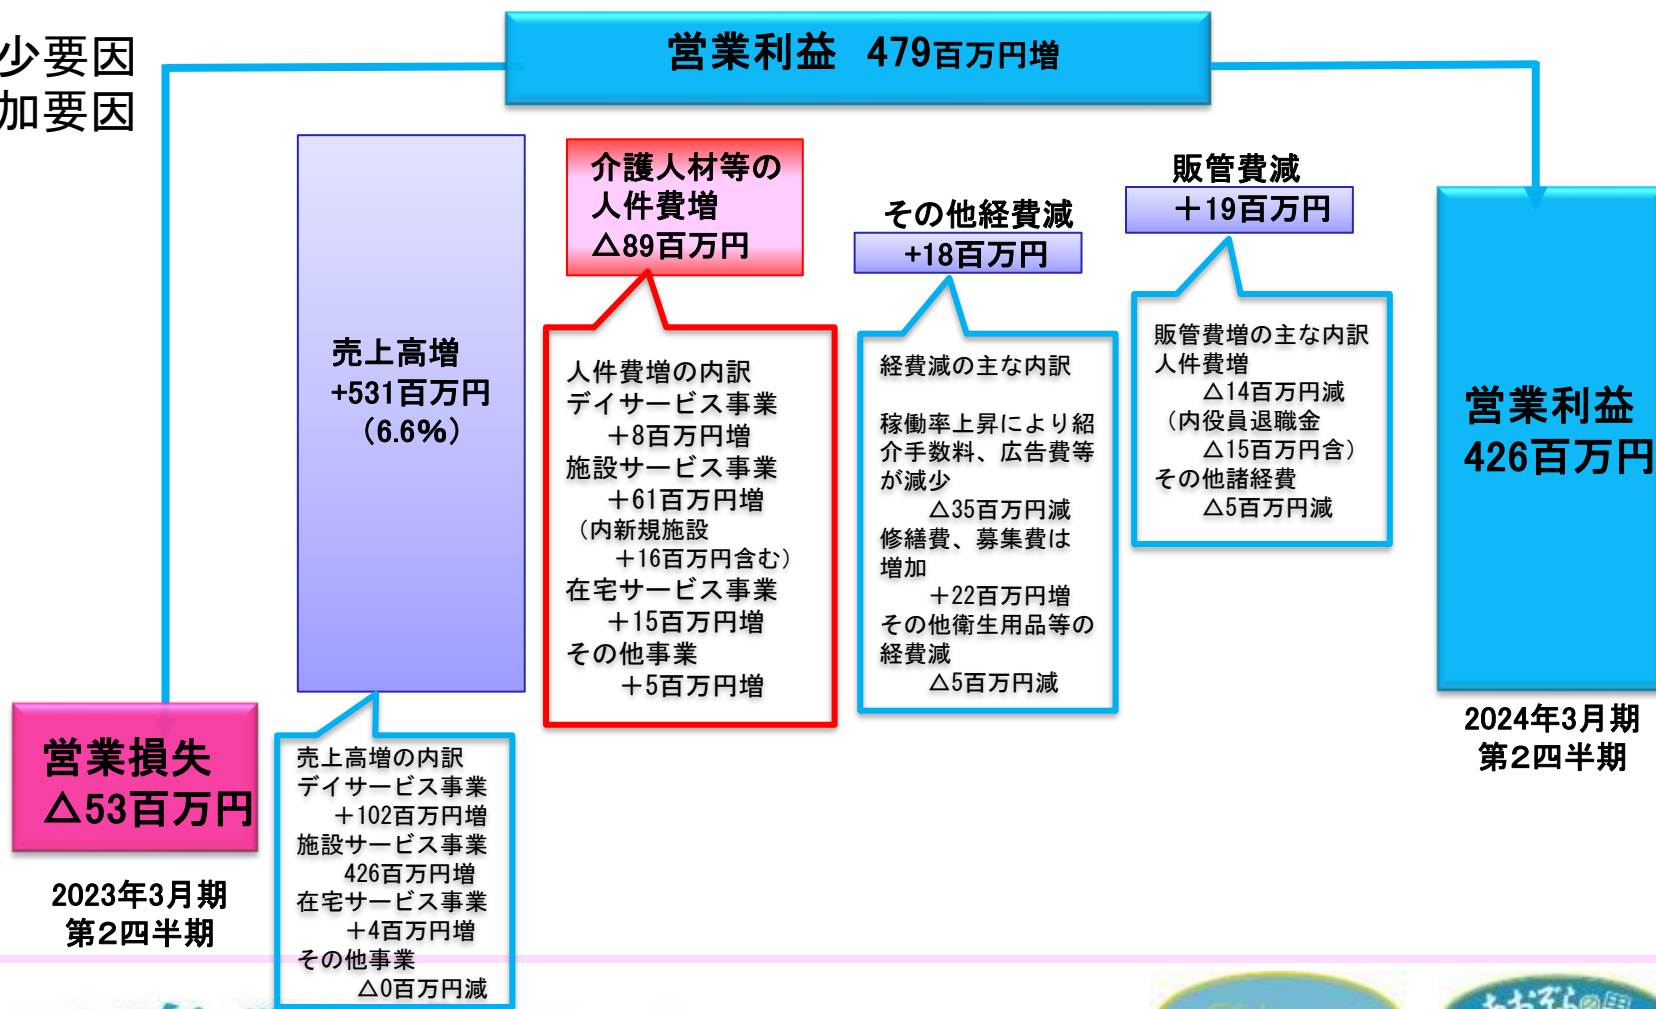 少要因
加要因
営業利益 479百万円増
売上高増
+531百万円
（6.6%）
介護人材等の
人件費増
△89百万円
その他経費減
+18百万円
販管費減
＋19百万円
営業利益
426百万円
2024年3月期
第2四半期
営業損失
△53百万円
2023年3月期
第2四半期
売上高増の内訳
デイサービス事業
＋102百万円増
施設サービス事業
426百万円増
在宅サービス事業
＋4百万円増
その他事業
△0百万円減
人件費増の内訳
デイサービス事業
＋8百万円増
施設サービス事業
＋61百万円増
（内新規施設
＋16百万円含む）
在宅サービス事業
＋15百万円増
その他事業
＋5百万円増
経費減の主な内訳
稼働率上昇により紹
介手数料、広告費等
が減少
△35百万円減
修繕費、募集費は
増加
＋22百万円増
その他衛生用品等の
経費減
△5百万円減
販管費増の主な内訳
人件費増
△14百万円減
（内役員退職金
△15百万円含）
その他諸経費
△5百万円減
あおぞらの里